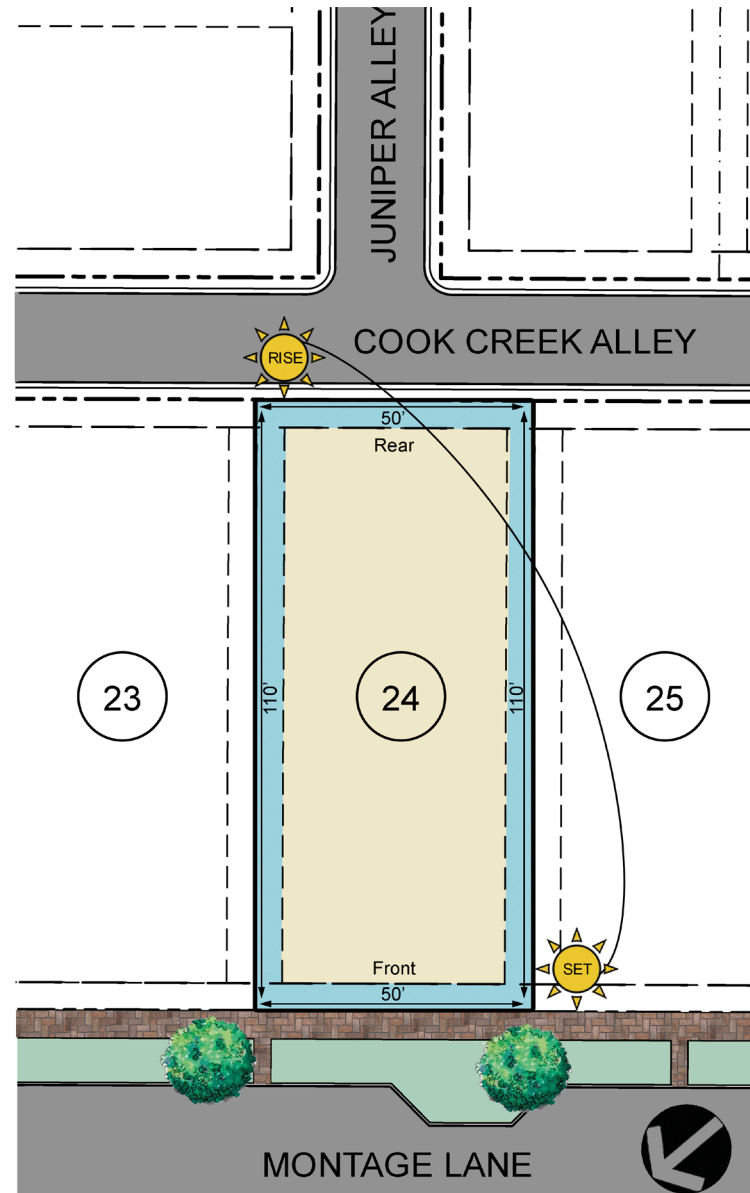 JUNIPER ALLEY
COOK CREEK ALLEY
RISE
50'
Rear
110'
110'
23
24
25
Front
SET
50'
MONTAGE LANE